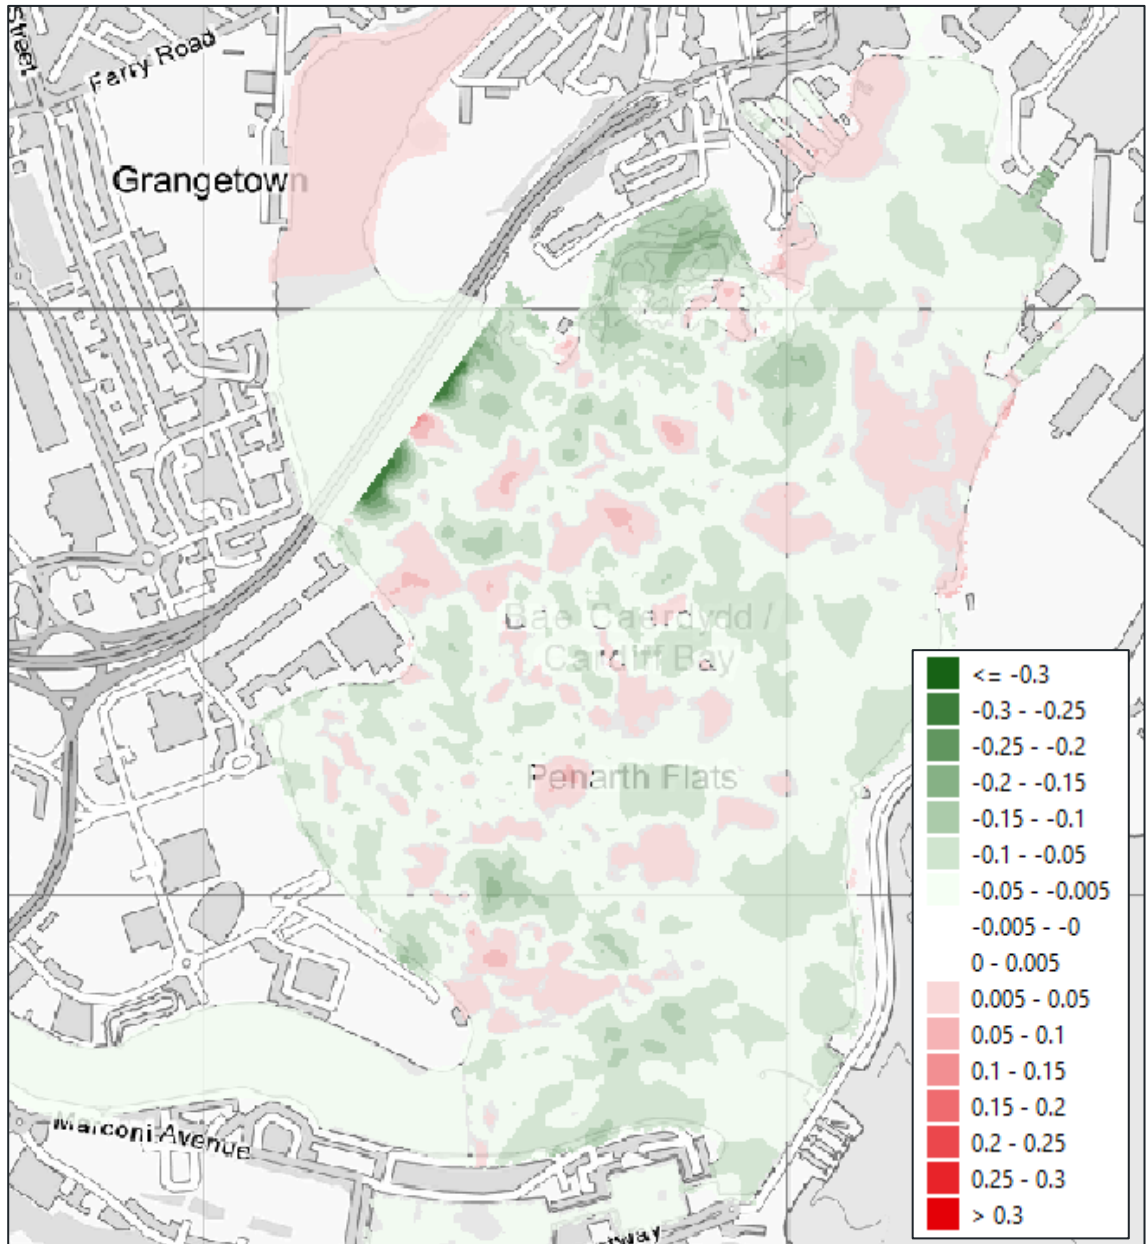 Street
Ferry Road
Grangetown
Bae Caerdydd /
Cardiff Bay
Penarth Flats
Marconi Avenue
<= -0.3
-0.3 - -0.25
-0.25 - -0.2
-0.2 - -0.15
-0.15 - -0.1
-0.1 - -0.05
-0.05 - -0.005
-0.005 - -0
0 - 0.005
0.005 - 0.05
0.05 - 0.1
0.1 - 0.15
0.15 - 0.2
0.2 - 0.25
0.25 - 0.3
> 0.3